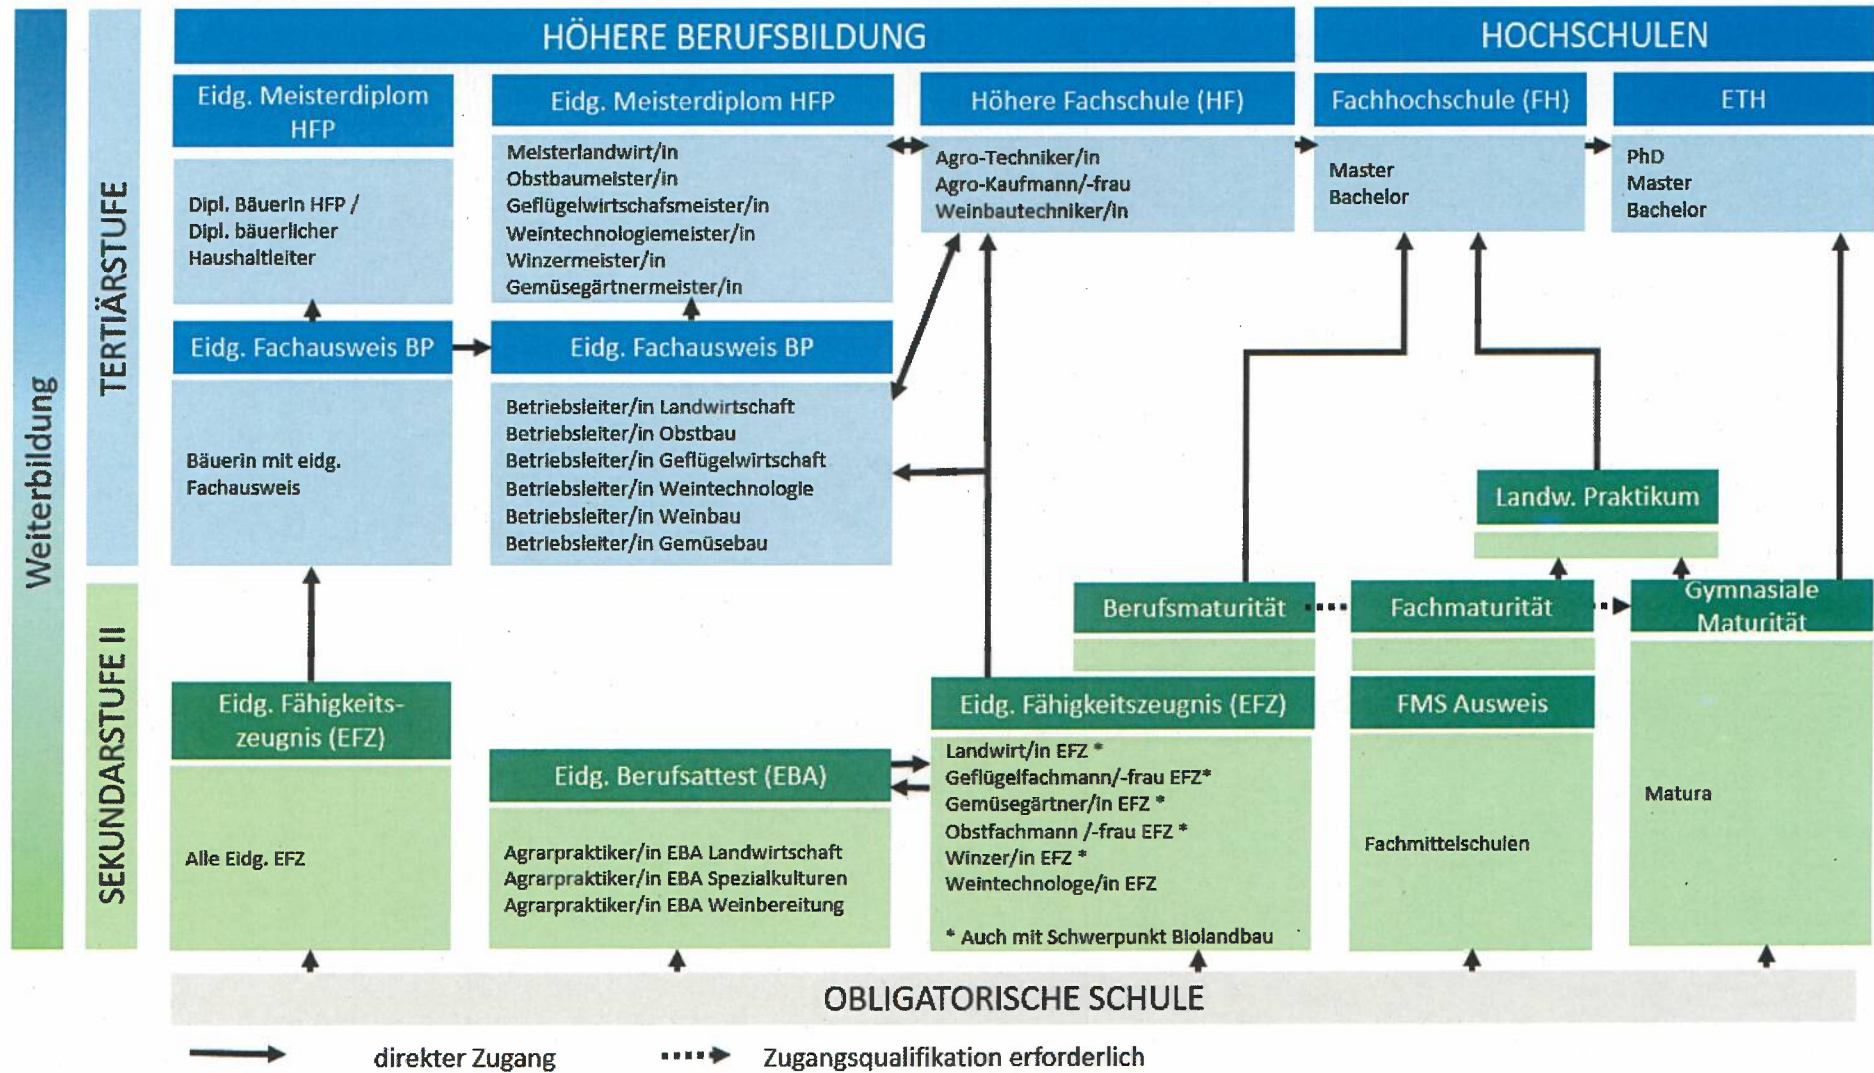 Weiterbildung
TERTIÄRSTUFE
SEKUNDARSTUFE II
HÖHERE BERUFSBILDUNG
HOCHSCHULEN
Eidg. Meisterdiplom
HFP
Dipl. Bäuerin HFP /
Dipl. bäuerlicher
Haushaltleiter
Eidg. Meisterdiplom HFP
Meisterlandwirt/in
Obstbaumeister/in
Geflügelwirtschafsmeister/in
Weintechnologiemeister/in
Winzermeister/in
Gemüsegärtnermeister/in
Höhere Fachschule (HF)
Agro-Techniker/in
Agro-Kaufmann/-frau
Weinbautechniker/in
Fachhochschule (FH)
Master
Bachelor
ETH
PhD
Master
Bachelor
Eidg. Fachausweis BP
Bäuerin mit eidg.
Fachausweis
Eidg. Fachausweis BP
Betriebsleiter/in Landwirtschaft
Betriebsleiter/in Obstbau
Betriebsleiter/in Geflügelwirtschaft
Betriebsleiter/in Weintechnologie
Betriebsleiter/in Weinbau
Betriebsleiter/in Gemüsebau
Landw. Praktikum
Berufsmaturität
Fachmaturität
Gymnasiale
Maturität
Eidg. Fähigkeits-
zeugnis (EFZ)
Alle Eidg. EFZ
Eidg. Berufsattest (EBA)
Agrarpraktiker/in EBA Landwirtschaft
Agrarpraktiker/in EBA Spezialkulturen
Agrarpraktiker/in EBA Weinbereitung
Eidg. Fähigkeitszeugnis (EFZ)
Landwirt/in EFZ *
Geflügelfachmann/-frau EFZ*
Gemüsegärtner/in EFZ *
Obstfachmann /-frau EFZ *
Winzer/in EFZ *
Weintechnologe/in EFZ
* Auch mit Schwerpunkt Biolandbau
FMS Ausweis
Fachmittelschulen
Matura
OBLIGATORISCHE SCHULE
direkter Zugang
Zugangsqualifikation erforderlich